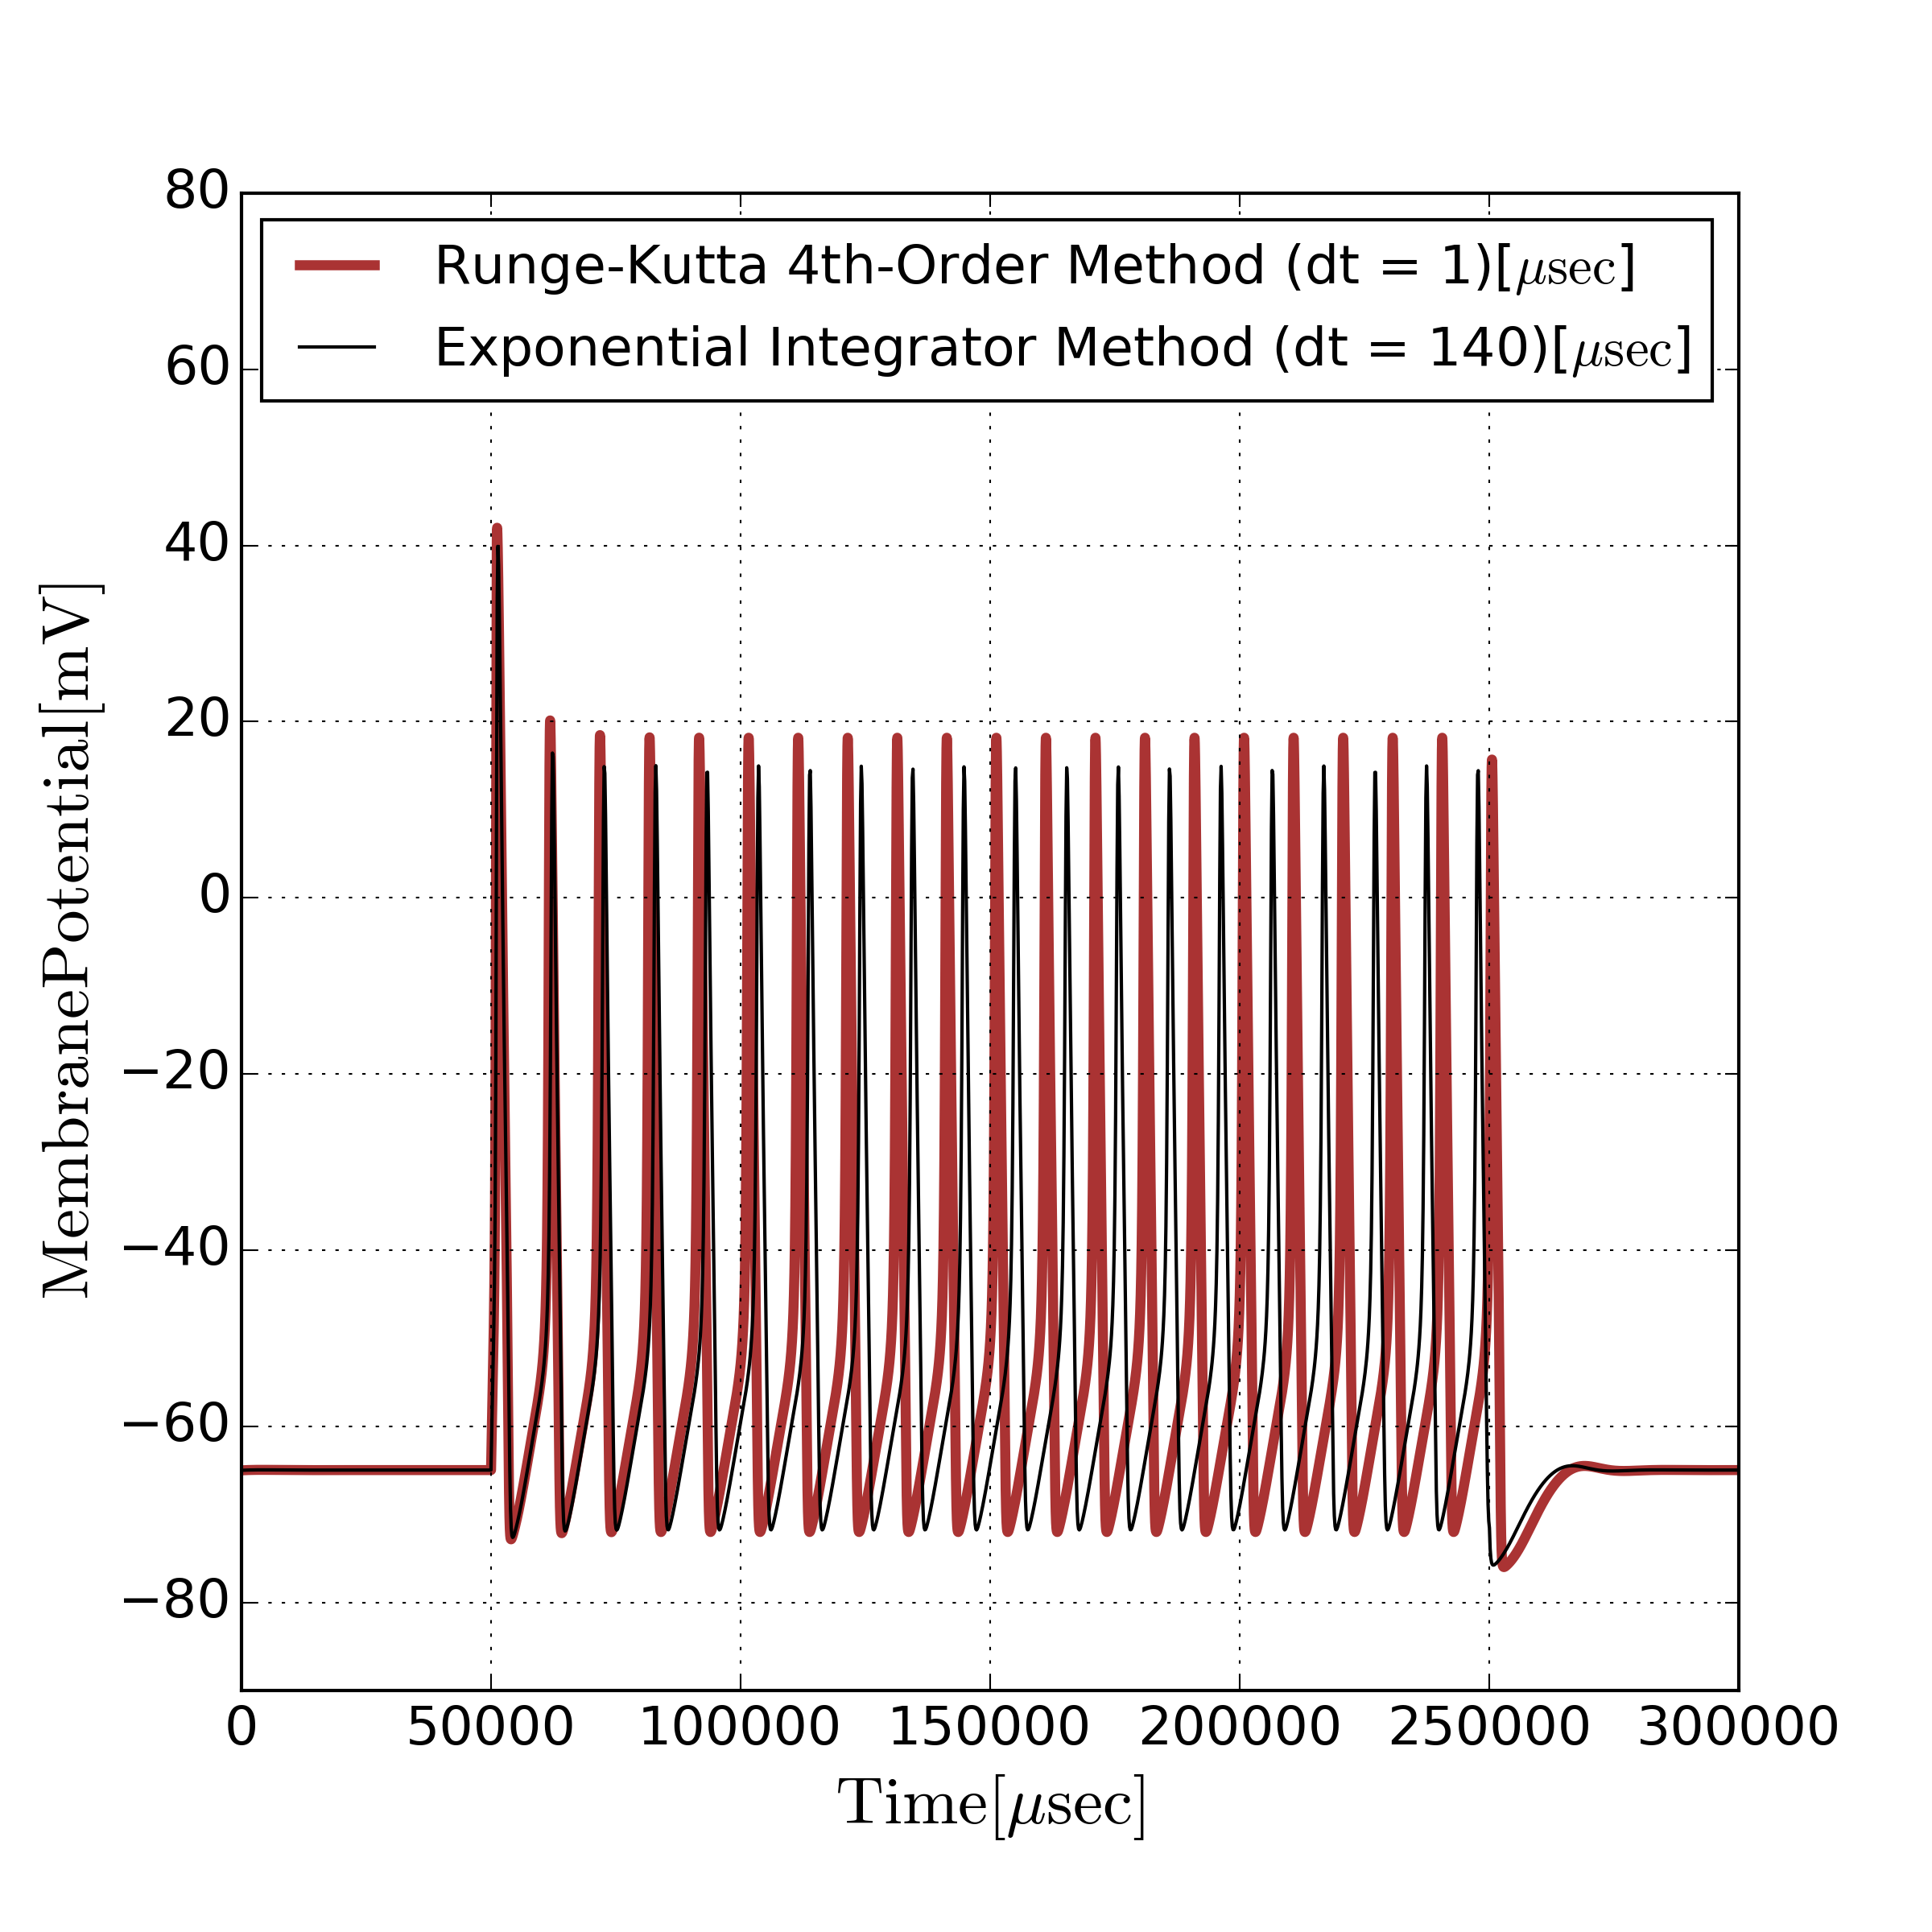 80
Runge-Kutta 4th-Order Method (dt = 1)[μsec]
Exponential Integrator Method (dt = 140)[μsec]
60
40
20
0
−20
−40
−60
−80
MembranePotential[mV]
0 50000 100000 150000 200000 250000 300000
Time[μsec]